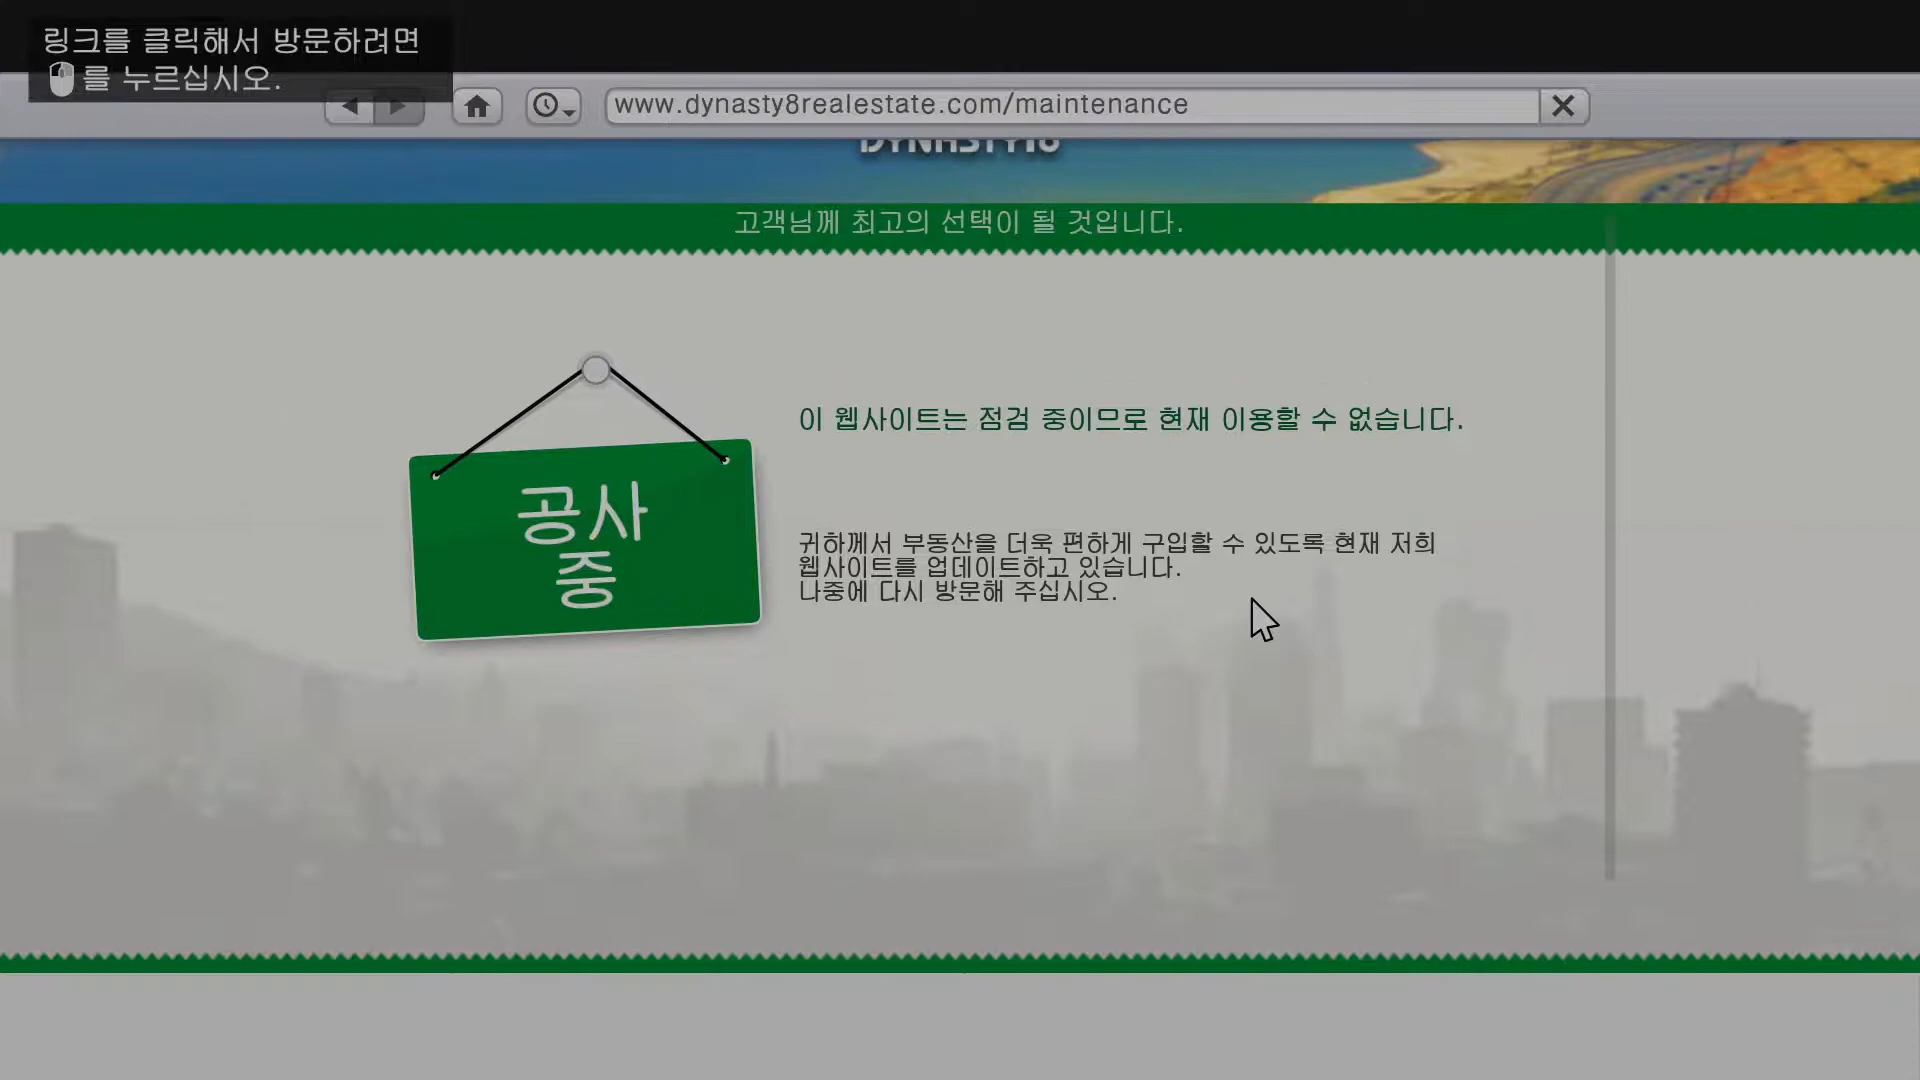 링크를 클릭해서 방문하려면
를 누르십시오.
www.dynasty8realestate.com/maintenance
DYNASTY8
고객님께 최고의 선택이 될 것입니다.
이 웹사이트는 점검 중이므로 현재 이용할 수 없습니다.
공사
중
귀하께서 부동산을 더욱 편하게 구입할 수 있도록 현재 저희
웹사이트를 업데이트하고 있습니다.
나중에 다시 방문해 주십시오.